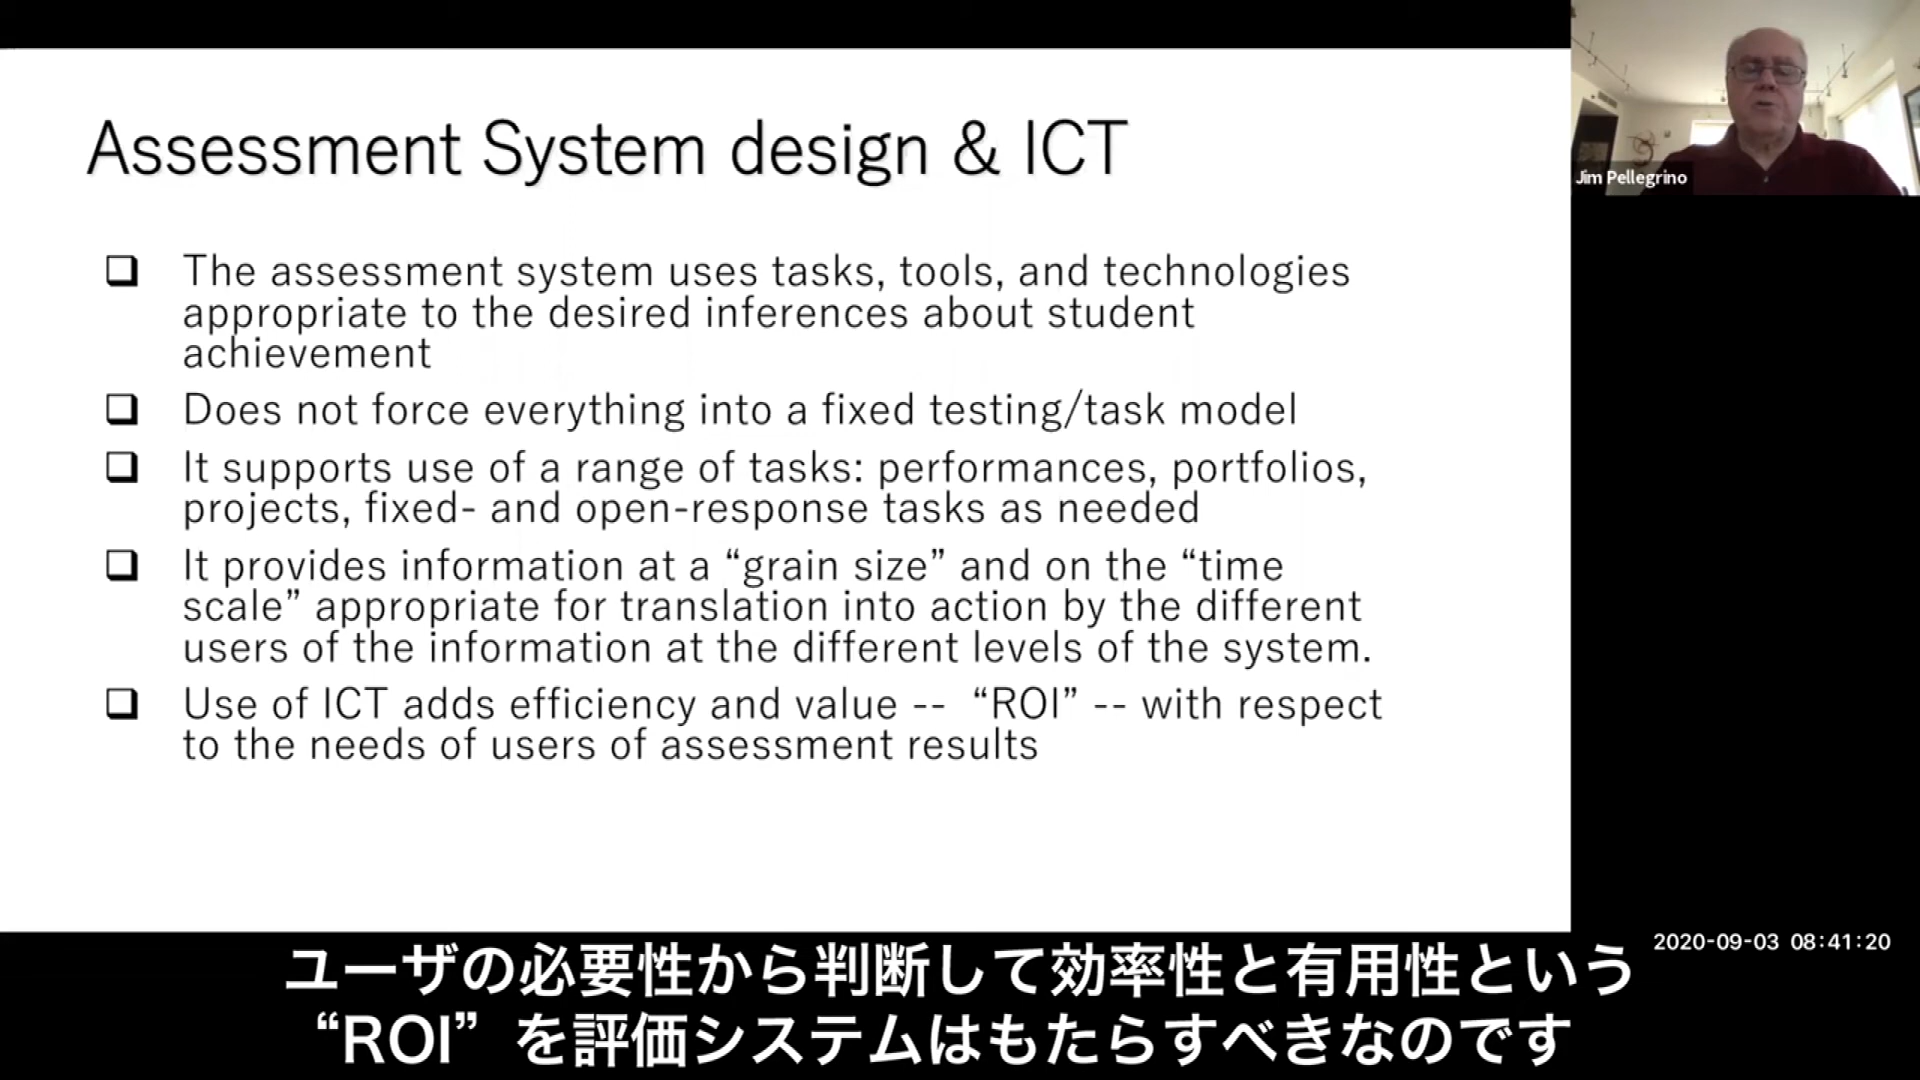 Assessment System design & ICT
❑ The assessment system uses tasks, tools, and technologies
appropriate to the desired inferences about student
achievement
❑ Does not force everything into a fixed testing/task model
❑ It supports use of a range of tasks: performances, portfolios,
projects, fixed- and open-response tasks as needed
❑ It provides information at a “grain size” and on the “time
scale” appropriate for translation into action by the different
users of the information at the different levels of the system.
❑ Use of ICT adds efficiency and value -- “ROI” -- with respect
to the needs of users of assessment results
Jim Pellegrino
2020-09-03 08:41:20
ユーザの必要性から判断して効率性と有用性という
“ROI”を評価システムはもたらすべきなのです